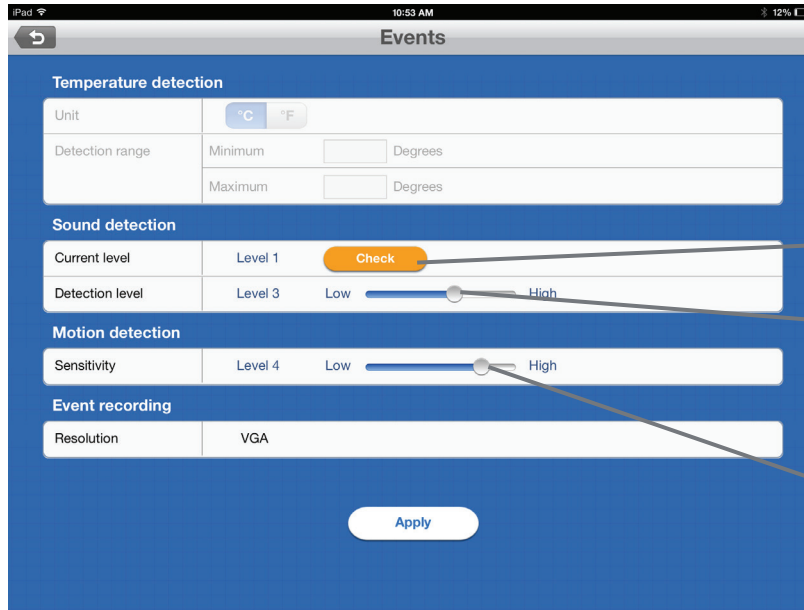 iPad 10:53 AM 12%
Events
Temperature detection
Unit °C °F
Detection range Minimum Degrees
Maximum Degrees
Sound detection
Current level Level 1 Check
Detection level Level 3 Low High
Motion detection
Sensitivity Level 4 Low High
Event recording
Resolution VGA
Apply